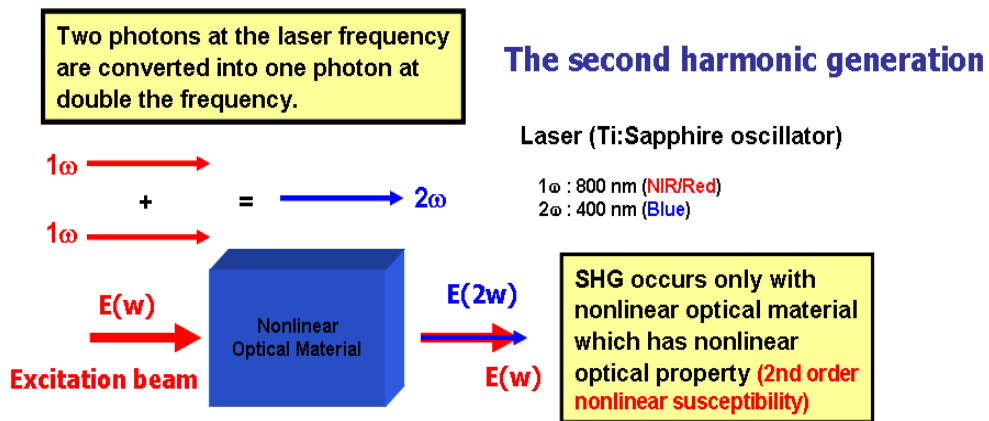 Two photons at the laser frequency
are converted into one photon at
double the frequency.
The second harmonic generation
Laser (Ti:Sapphire oscillator)
1ω : 800 nm (NIR/Red)
2ω : 400 nm (Blue)
1ω
+ = 2ω
1ω
E(w)
Excitation beam
Nonlinear
Optical Material
E(2w)
E(w)
SHG occurs only with
nonlinear optical material
which has nonlinear
optical property (2nd order
nonlinear susceptibility)